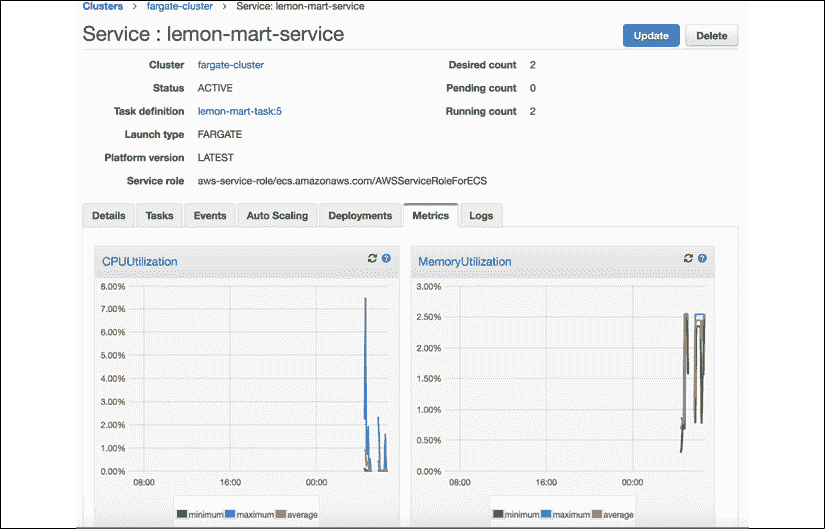 Clusters > fargate-cluster > Service: lemon-mart-service
Service : lemon-mart-service
Update
Delete
Cluster fargate-cluster
Desired count 2
Status ACTIVE
Pending count 0
Task definition lemon-mart-task:5
Running count 2
Launch type FARGATE
Platform version LATEST
Service role aws-service-role/ecs.amazonaws.com/AWSServiceRoleForECS
Details Tasks Events Auto Scaling Deployments Metrics Logs
CPUUtilization
8.00%
7.00%
6.00%
5.00%
4.00%
3.00%
2.00%
1.00%
0.00%
08:00 16:00 00:00
minimum maximum average
MemoryUtilization
3.00%
2.50%
2.00%
1.50%
1.00%
0.50%
0.00%
08:00 16:00 00:00
minimum maximum average